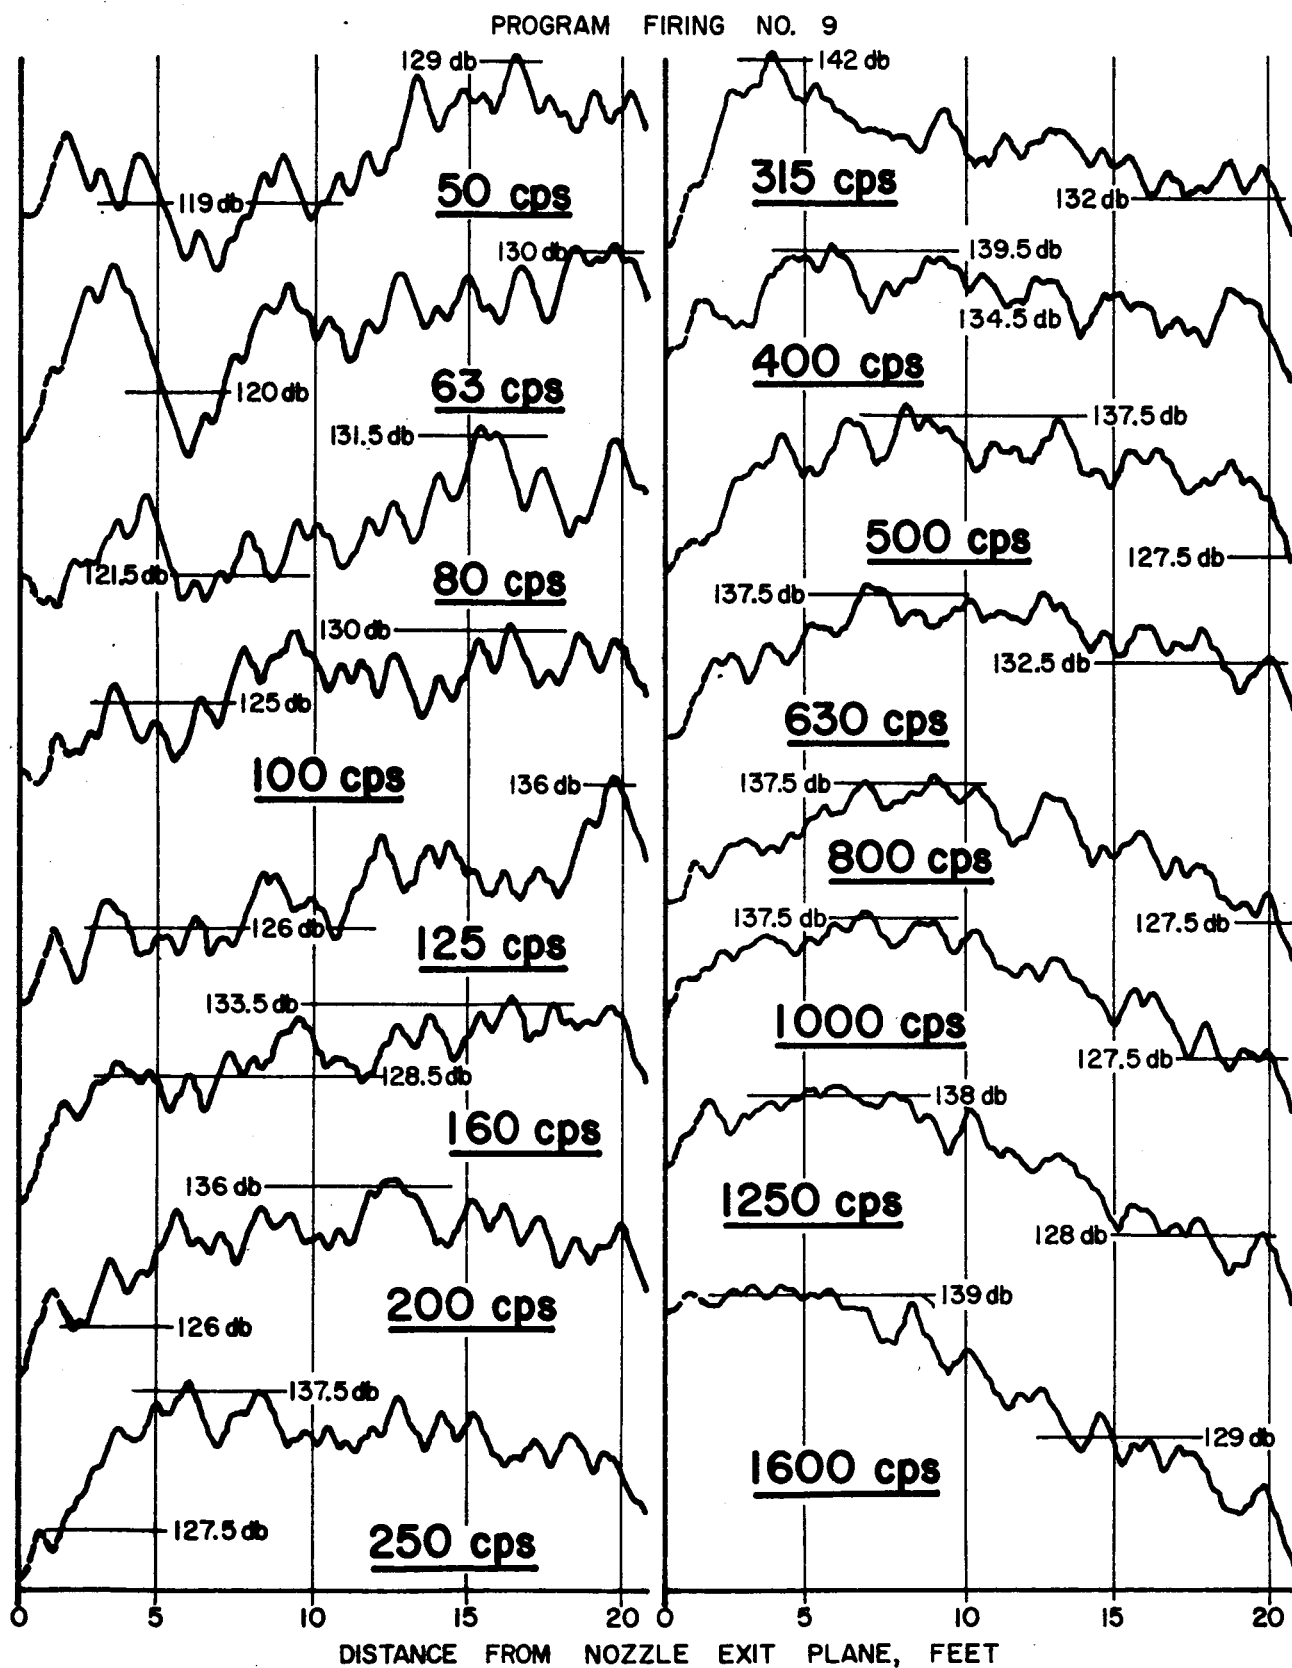 PROGRAM FIRING NO. 9
129 db
119 db
50 cps
130 db
120 db
63 cps
131.5 db
121.5 db
80 cps
130 db
125 db
100 cps
136 db
126 db
125 cps
133.5 db
128.5 db
160 cps
136 db
126 db
200 cps
137.5 db
127.5 db
250 cps
142 db
132 db
315 cps
139.5 db
134.5 db
400 cps
137.5 db
127.5 db
500 cps
137.5 db
132.5 db
630 cps
137.5 db
127.5 db
800 cps
137.5 db
127.5 db
1000 cps
138 db
128 db
1250 cps
139 db
129 db
1600 cps
0 5 10 15 20 0 5 10 15 20
DISTANCE FROM NOZZLE EXIT PLANE, FEET